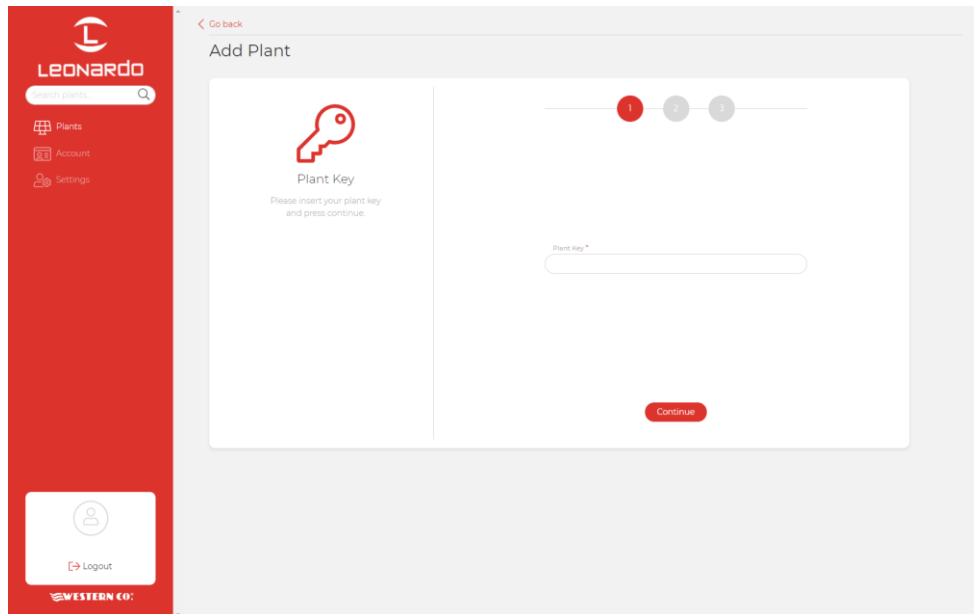 Go back
Add Plant
LEONARDO
Search plants...
Plants
Account
Settings
Plant Key
Please insert your plant key
and press continue.
1 2 3
Plant Key *
Continue
Logout
WESTERN CO.